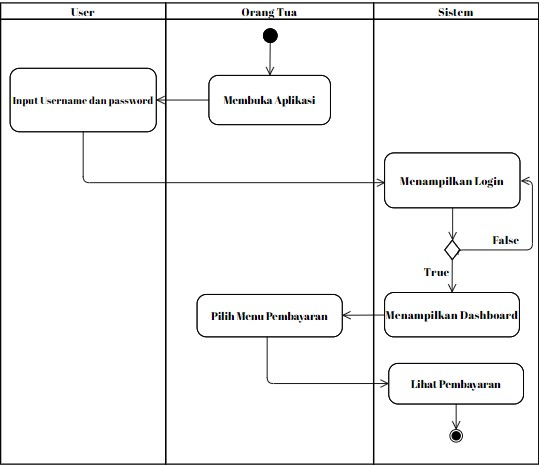 User
Orang Tua
Sistem
Input Username dan password
Membuka Aplikasi
Menampilkan Login
False
True
Pilih Menu Pembayaran
Menampilkan Dashboard
Lihat Pembayaran